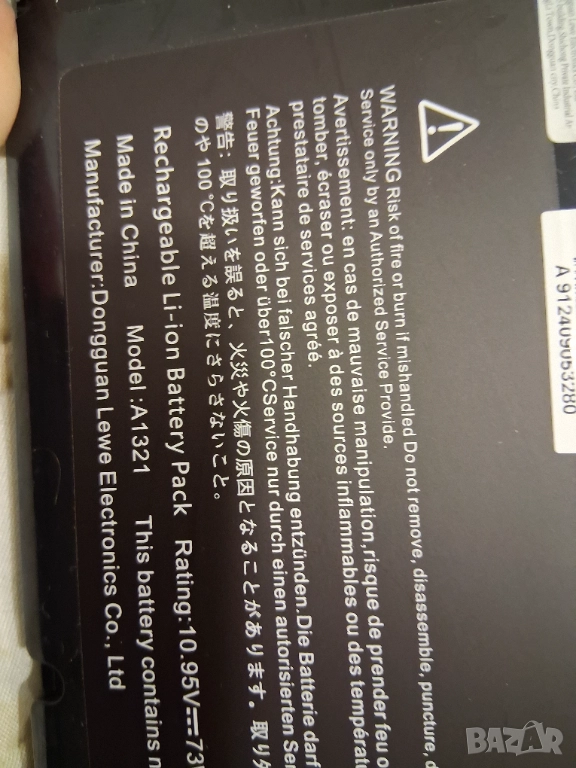 WARNING Risk of fire or burn if mishandled Do not remove, disassemble, puncture,
Service only by an Authorized Service Provide.
Avertissement: en cas de mauvaise manipulation,risque de prendre feu
tomber, écraser ou exposer à des sources inflammables ou des
prestataire de services agréé.
Achtung:Kann sich bei falscher Handhabung entzünden.Die Batterie darf
Feuer geworfen oder über100°CService nur durch einen autorisierten
警告: 取り扱いを誤ると、火災や火傷の原因となることがあります。取り
のや 100℃を超える温度にさらさないこと。
Rechargeable Li-ion Battery Pack Rating:10.95V⎓73
Made in China Model :A1321 This battery contains
Manufacturer:Dongguan Lewe Electronics Co., Ltd
A 912409053280
BAZAR